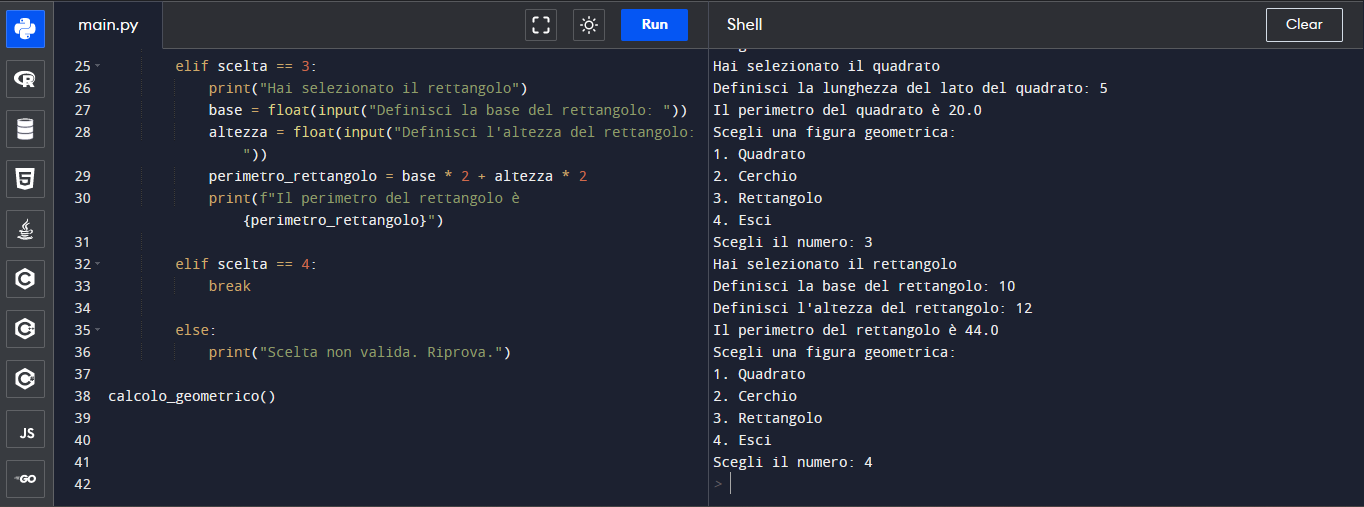 main.py
Run
Shell
Clear
25 elif scelta == 3:
26 print("Hai selezionato il rettangolo")
27 base = float(input("Definisci la base del rettangolo: "))
28 altezza = float(input("Definisci l'altezza del rettangolo:
"))
29 perimetro_rettangolo = base * 2 + altezza * 2
30 print(f"Il perimetro del rettangolo è
{perimetro_rettangolo}")
31
32 elif scelta == 4:
33 break
34
35 else:
36 print("Scelta non valida. Riprova.")
37
38 calcolo_geometrico()
39
40
41
42
Hai selezionato il quadrato
Definisci la lunghezza del lato del quadrato: 5
Il perimetro del quadrato è 20.0
Scegli una figura geometrica:
1. Quadrato
2. Cerchio
3. Rettangolo
4. Esci
Scegli il numero: 3
Hai selezionato il rettangolo
Definisci la base del rettangolo: 10
Definisci l'altezza del rettangolo: 12
Il perimetro del rettangolo è 44.0
Scegli una figura geometrica:
1. Quadrato
2. Cerchio
3. Rettangolo
4. Esci
Scegli il numero: 4
>
R
5
C
C++
C#
JS
GO